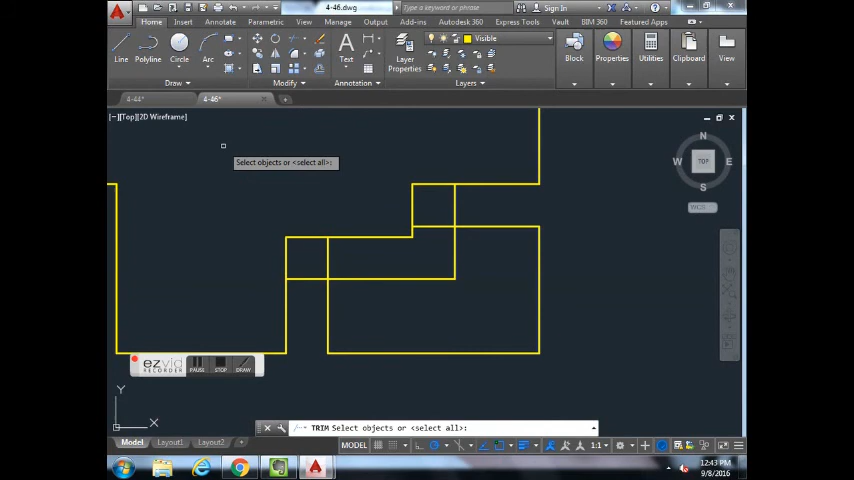 4-46.dwg
Type a keyword or phrase
Sign In
Home Insert Annotate Parametric View Manage Output Add-ins Autodesk 360 Express Tools Vault BIM 360 Featured Apps
Visible
Line Polyline Circle Arc Text Layer Properties Block Properties Utilities Clipboard View
Draw Modify Annotation Layers
4-44* 4-46*
[−][Top][2D Wireframe]
N
W TOP E
S
WCS
Select objects or <select all>:
ezvid
RECORDER
PAUSE STOP DRAW
Y
X
TRIM Select objects or <select all>:
Model Layout1 Layout2
MODEL 1:1
12:43 PM
9/8/2016